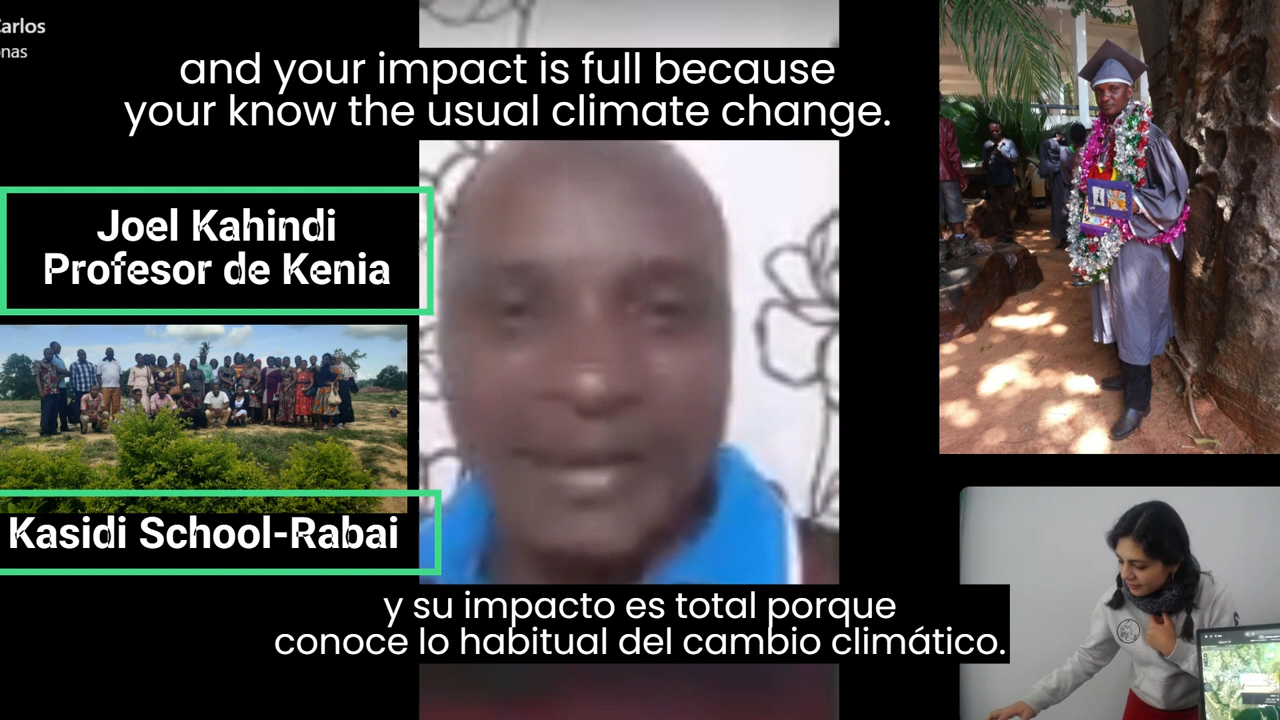 Carlos
nas
and your impact is full because
your know the usual climate change.
Joel Kahindi
Profesor de Kenia
Kasidi School-Rabai
y su impacto es total porque
conoce lo habitual del cambio climático.